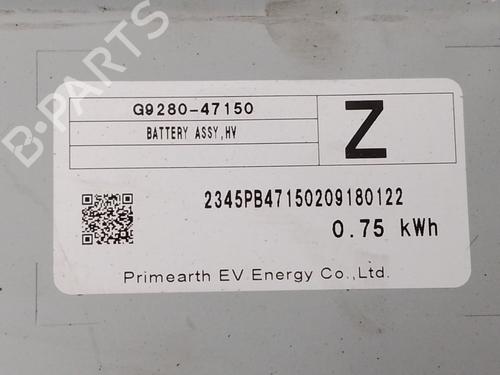 B-PARTS
G9280-47150
BATTERY ASSY,HV
Z
2345PB47150209180122
0.75 kWh
Primearth EV Energy Co.,Ltd.